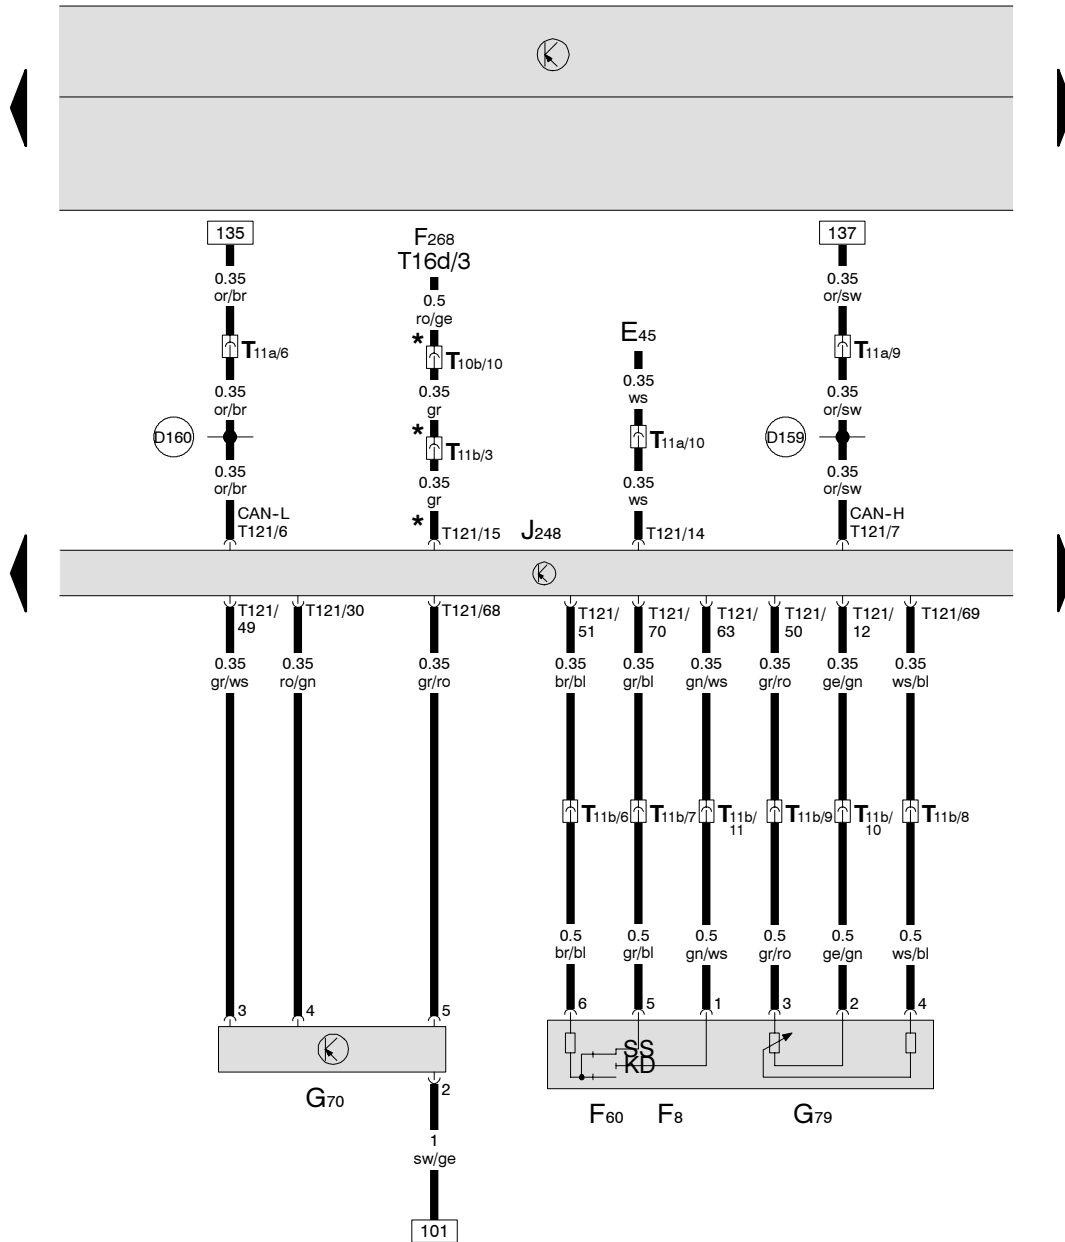 135
F268
137
T16d/3
0.35
or/br
0.5
ro/ge
0.35
or/sw
E45
*
T11a/6
T10b/10
T11a/9
0.35
or/br
0.35
gr
0.35
ws
0.35
or/sw
D160
*
T11b/3
T11a/10
D159
0.35
or/br
0.35
gr
0.35
ws
0.35
or/sw
CAN-L
T121/6
*
T121/15
J248
T121/14
CAN-H
T121/7
T121/
49
T121/30
T121/68
T121/
51
T121/
70
T121/
63
T121/
50
T121/
12
T121/69
0.35
gr/ws
0.35
ro/gn
0.35
gr/ro
0.35
br/bl
0.35
gr/bl
0.35
gn/ws
0.35
gr/ro
0.35
ge/gn
0.35
ws/bl
T11b/6
T11b/7
T11b/
11
T11b/9
T11b/
10
T11b/8
0.5
br/bl
0.5
gr/bl
0.5
gn/ws
0.5
gr/ro
0.5
ge/gn
0.5
ws/bl
3
4
5
6
5
1
3
2
4
SS
KD
G70
2
F60
F8
G79
1
sw/ge
101